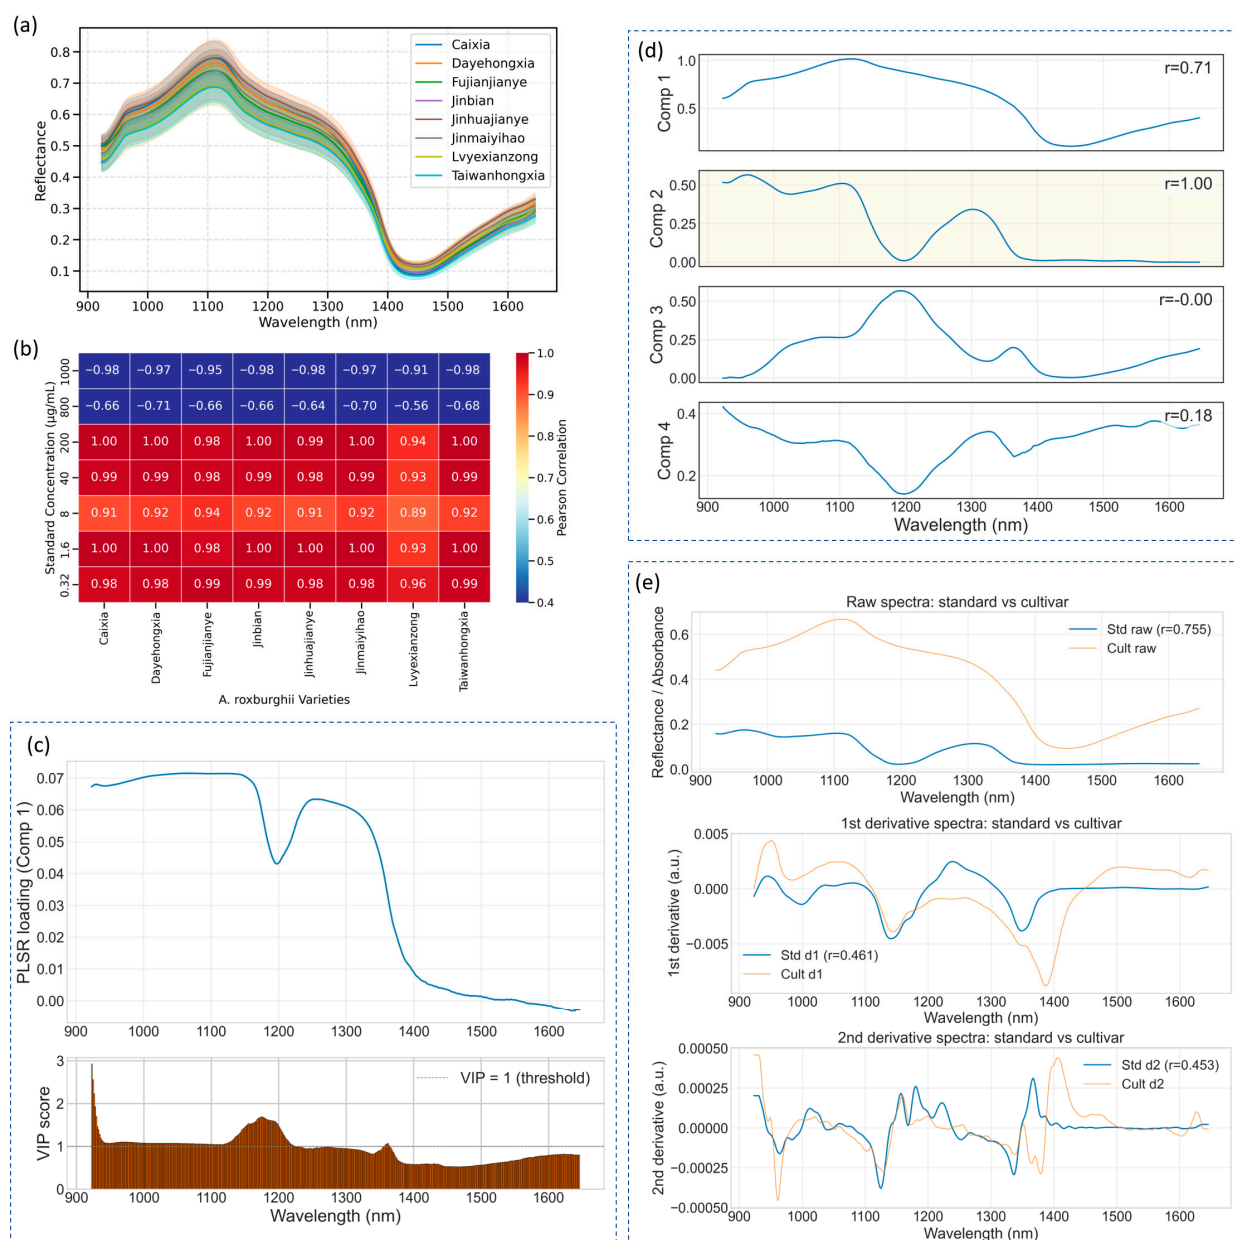 (a)
Reflectance
0.8
0.7
0.6
0.5
0.4
0.3
0.2
0.1
900 1000 1100 1200 1300 1400 1500 1600
Wavelength (nm)
Caixia
Dayehongxia
Fujianjianye
Jinbian
Jinhuajianye
Jinmaiyihao
Lvyexianzong
Taiwanhongxia
(b)
Standard Concentration (µg/mL)
1000 −0.98 −0.97 −0.95 −0.98 −0.98 −0.97 −0.91 −0.98
800 −0.66 −0.71 −0.66 −0.66 −0.64 −0.70 −0.56 −0.68
200 1.00 1.00 0.98 1.00 0.99 1.00 0.94 1.00
40 0.99 0.99 0.99 0.99 0.99 0.99 0.93 0.99
8 0.91 0.92 0.94 0.92 0.91 0.92 0.89 0.92
1.6 1.00 1.00 0.98 1.00 1.00 1.00 0.93 1.00
0.32 0.98 0.98 0.99 0.99 0.98 0.98 0.96 0.99
Caixia Dayehongxia Fujianjianye Jinbian Jinhuajianye Jinmaiyihao Lvyexianzong Taiwanhongxia
A. roxburghii Varieties
1.0
0.9
0.8
0.7
0.6
0.5
0.4
Pearson Correlation
(c)
PLSR loading (Comp 1)
0.07
0.06
0.05
0.04
0.03
0.02
0.01
0.00
900 1000 1100 1200 1300 1400 1500 1600
VIP score
3
2
1
0
VIP = 1 (threshold)
900 1000 1100 1200 1300 1400 1500 1600
Wavelength (nm)
(d)
Comp 1
1.0
0.5
r=0.71
Comp 2
0.50
0.25
0.00
r=1.00
Comp 3
0.50
0.25
0.00
r=-0.00
Comp 4
0.4
0.2
r=0.18
900 1000 1100 1200 1300 1400 1500 1600
Wavelength (nm)
(e)
Raw spectra: standard vs cultivar
Reflectance / Absorbance
0.6
0.4
0.2
0.0
Std raw (r=0.755)
Cult raw
900 1000 1100 1200 1300 1400 1500 1600
Wavelength (nm)
1st derivative spectra: standard vs cultivar
1st derivative (a.u.)
0.005
0.000
−0.005
Std d1 (r=0.461)
Cult d1
900 1000 1100 1200 1300 1400 1500 1600
Wavelength (nm)
2nd derivative spectra: standard vs cultivar
2nd derivative (a.u.)
0.00050
0.00025
0.00000
−0.00025
−0.00050
Std d2 (r=0.453)
Cult d2
900 1000 1100 1200 1300 1400 1500 1600
Wavelength (nm)